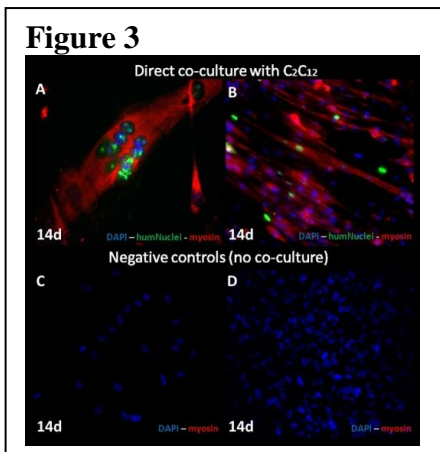 Figure 3
Direct co-culture with C₂C₁₂
A
B
14d
DAPI – humNuclei - myosin
14d
DAPI – humNuclei - myosin
Negative controls (no co-culture)
C
D
14d
DAPI – myosin
14d
DAPI – myosin